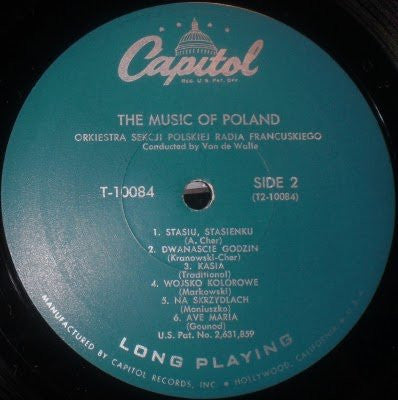 Capitol
REG. U.S. PAT. OFF.
THE MUSIC OF POLAND
ORKIESTRA SEKCJI POLSKIEJ RADIA FRANCUSKIEGO
Conducted by Van de Walle
T-10084
SIDE 2
(T2-10084)
1. STASIU, STASIENKU
(A. Cher)
2. DWANASCIE GODZIN
(Kranowski-Cher)
3. KASIA
(Traditional)
4. WOJSKO KOLOROWE
(Markowski)
5. NA SKRZYDLACH
(Moniuszko)
6. AVE MARIA
(Gounod)
U.S. Pat. No. 2,631,859
LONG PLAYING
MANUFACTURED BY CAPITOL RECORDS, INC. • HOLLYWOOD, CALIFORNIA